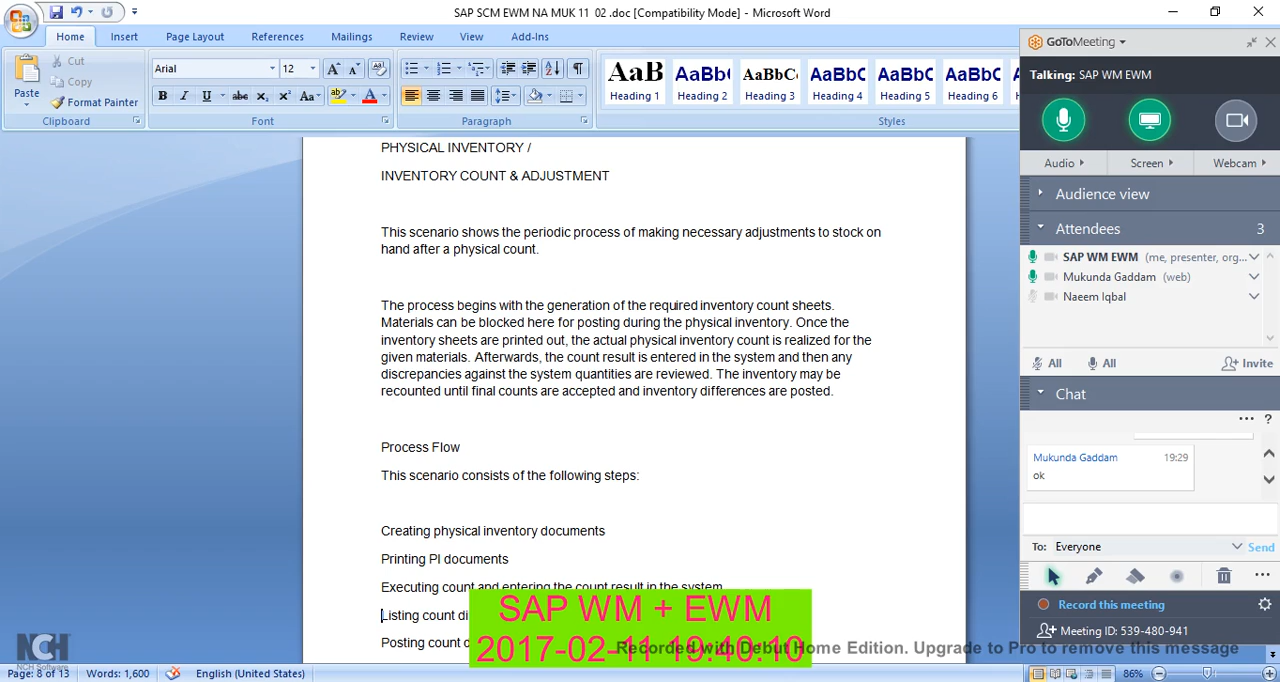 SAP SCM EWM NA MUK 11 02 .doc [Compatibility Mode] - Microsoft Word
Home Insert Page Layout References Mailings Review View Add-Ins
Paste
Cut
Copy
Format Painter
Clipboard
Arial 12
Font
Paragraph
AaB AaBbC AaBbC AaBbC AaBbC AaBbC
Heading 1 Heading 2 Heading 3 Heading 4 Heading 5 Heading 6
Styles
PHYSICAL INVENTORY /
INVENTORY COUNT & ADJUSTMENT
This scenario shows the periodic process of making necessary adjustments to stock on
hand after a physical count.
The process begins with the generation of the required inventory count sheets.
Materials can be blocked here for posting during the physical inventory. Once the
inventory sheets are printed out, the actual physical inventory count is realized for the
given materials. Afterwards, the count result is entered in the system and then any
discrepancies against the system quantities are reviewed. The inventory may be
recounted until final counts are accepted and inventory differences are posted.
Process Flow
This scenario consists of the following steps:
Creating physical inventory documents
Printing PI documents
Executing count and entering the count result in the system
Listing count di
Posting count
SAP WM + EWM
2017-02-11 19:40:10
Recorded with Debut Home Edition. Upgrade to Pro to remove this message
NCH
NCH Software
Page: 8 of 13 Words: 1,600 English (United States) 86%
GoToMeeting
Talking: SAP WM EWM
Audio Screen Webcam
Audience view
Attendees 3
SAP WM EWM (me, presenter, org...
Mukunda Gaddam (web)
Naeem Iqbal
All All Invite
Chat
... ?
Mukunda Gaddam 19:29
ok
To: Everyone Send
Record this meeting
Meeting ID: 539-480-941